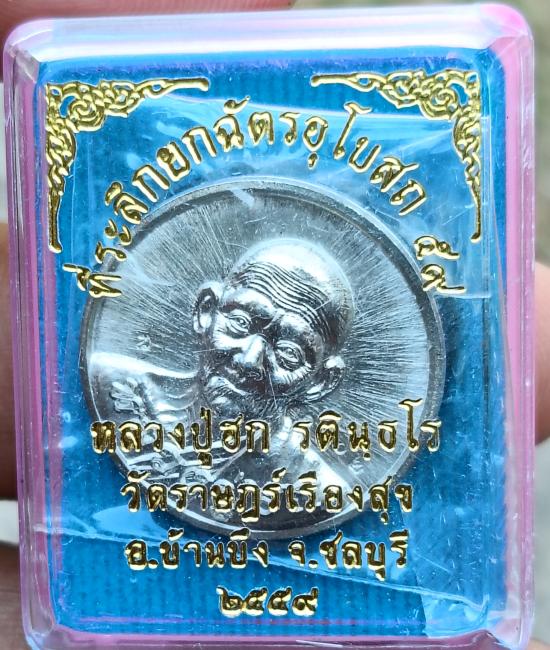 ที่ระลึกยกฉัตรอุโบสถ ๕๙
หลวงปู่ฮก รตินฺธโร
วัดราษฎร์เรืองสุข
อ.บ้านบึง จ.ชลบุรี
๒๕๕๙